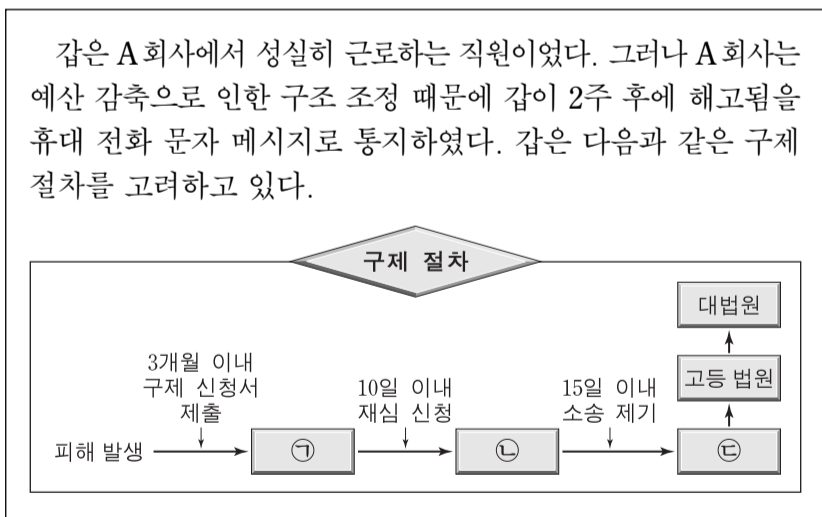 갑은 A 회사에서 성실히 근로하는 직원이었다. 그러나 A 회사는
예산 감축으로 인한 구조 조정 때문에 갑이 2주 후에 해고됨을
휴대 전화 문자 메시지로 통지하였다. 갑은 다음과 같은 구제
절차를 고려하고 있다.
구제 절차
대법원
고등 법원
3개월 이내
구제 신청서
제출
10일 이내
재심 신청
15일 이내
소송 제기
피해 발생
㉠
㉡
㉢